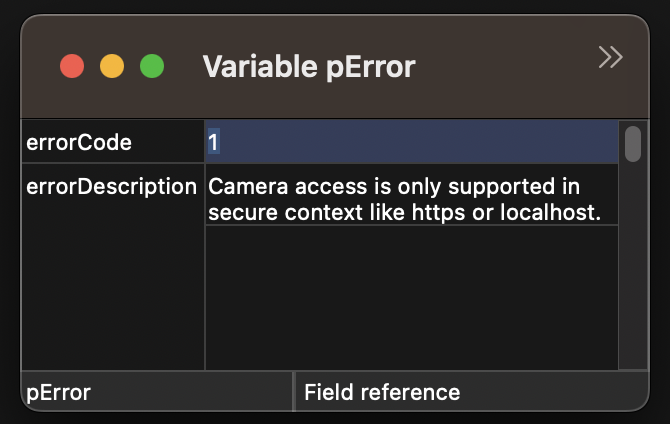 Variable pError
errorCode 1
errorDescription Camera access is only supported in
secure context like https or localhost.
pError Field reference